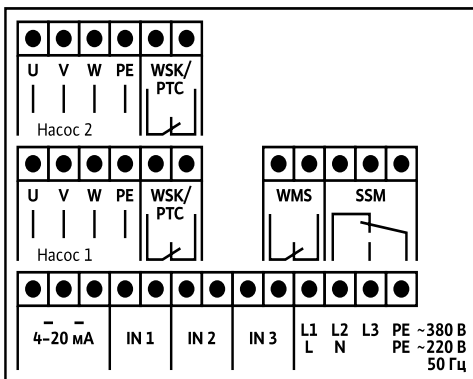 U V W PE WSK/
PTC
Насос 2
U V W PE WSK/
PTC
Насос 1
WMS SSM
4–20 мА IN 1 IN 2 IN 3 L1 L2 L3 PE ~380 В
L N PE ~220 В
50 Гц